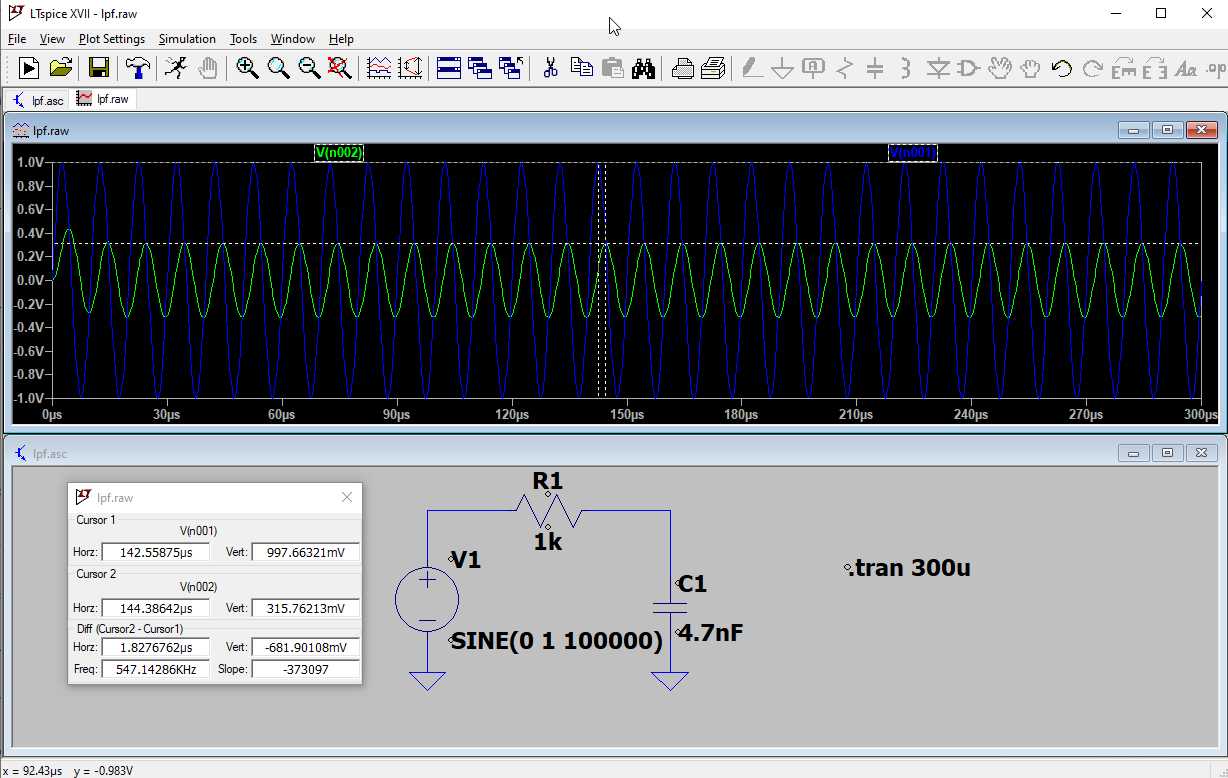 LTspice XVII - lpf.raw
File View Plot Settings Simulation Tools Window Help
A Aa .op
lpf.asc lpf.raw
lpf.raw
V(n002) V(n001)
1.0V
0.8V
0.6V
0.4V
0.2V
0.0V
-0.2V
-0.4V
-0.6V
-0.8V
-1.0V
0µs 30µs 60µs 90µs 120µs 150µs 180µs 210µs 240µs 270µs 300µs
lpf.asc
lpf.raw
Cursor 1
V(n001)
Horz: 142.55875µs Vert: 997.66321mV
Cursor 2
V(n002)
Horz: 144.38642µs Vert: 315.76213mV
Diff (Cursor2 - Cursor1)
Horz: 1.8276762µs Vert: -681.90108mV
Freq: 547.14286KHz Slope: -373097
R1
1k
V1
SINE(0 1 100000)
C1
4.7nF
.tran 300u
x = 92.43µs y = -0.983V